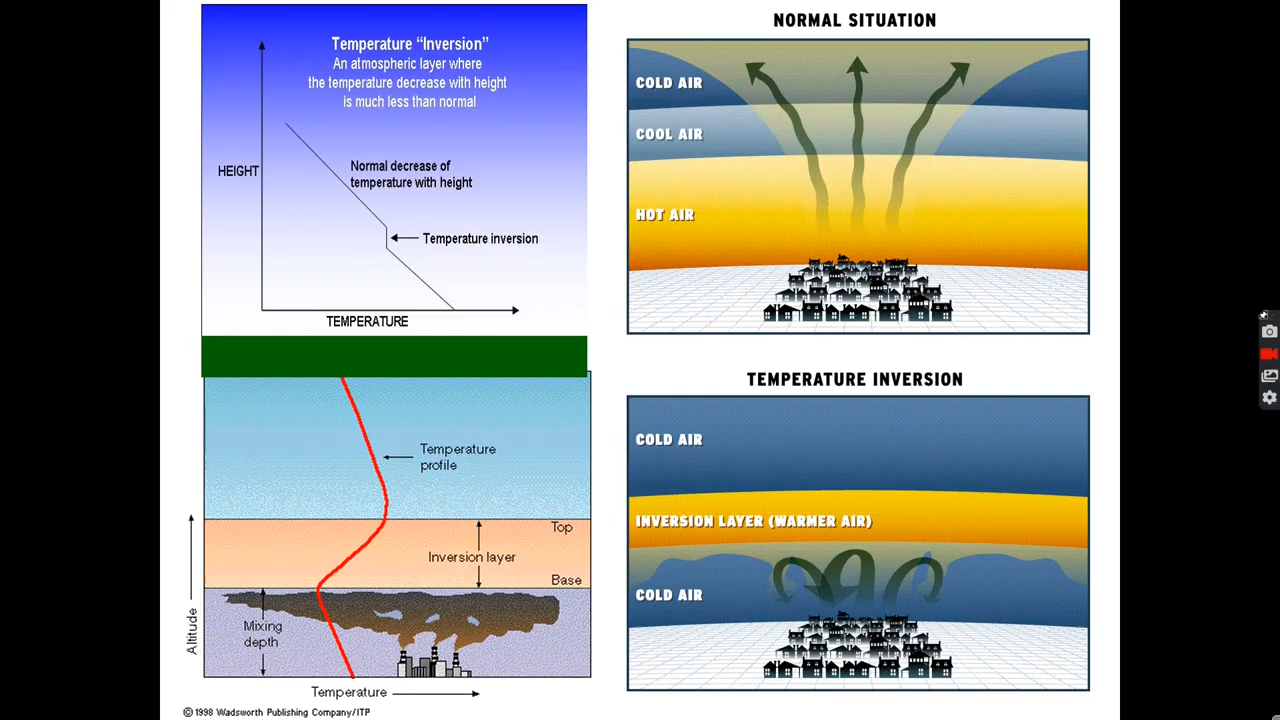 Temperature “Inversion”
An atmospheric layer where
the temperature decrease with height
is much less than normal
Normal decrease of
temperature with height
HEIGHT
Temperature inversion
TEMPERATURE
Temperature
profile
Top
Inversion layer
Base
Mixing
depth
Altitude
Temperature
© 1998 Wadsworth Publishing Company/ITP
NORMAL SITUATION
COLD AIR
COOL AIR
HOT AIR
TEMPERATURE INVERSION
COLD AIR
INVERSION LAYER (WARMER AIR)
COLD AIR